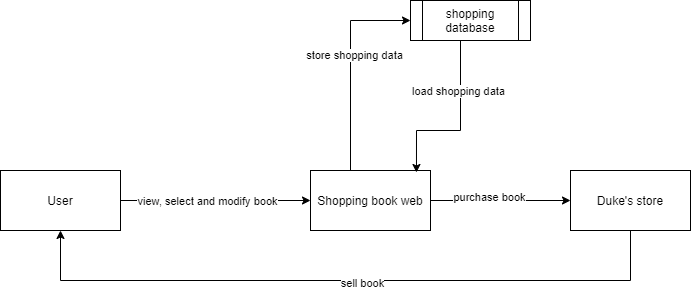 shopping
database
store shopping data
load shopping data
User
view, select and modify book
Shopping book web
purchase book
Duke's store
sell book